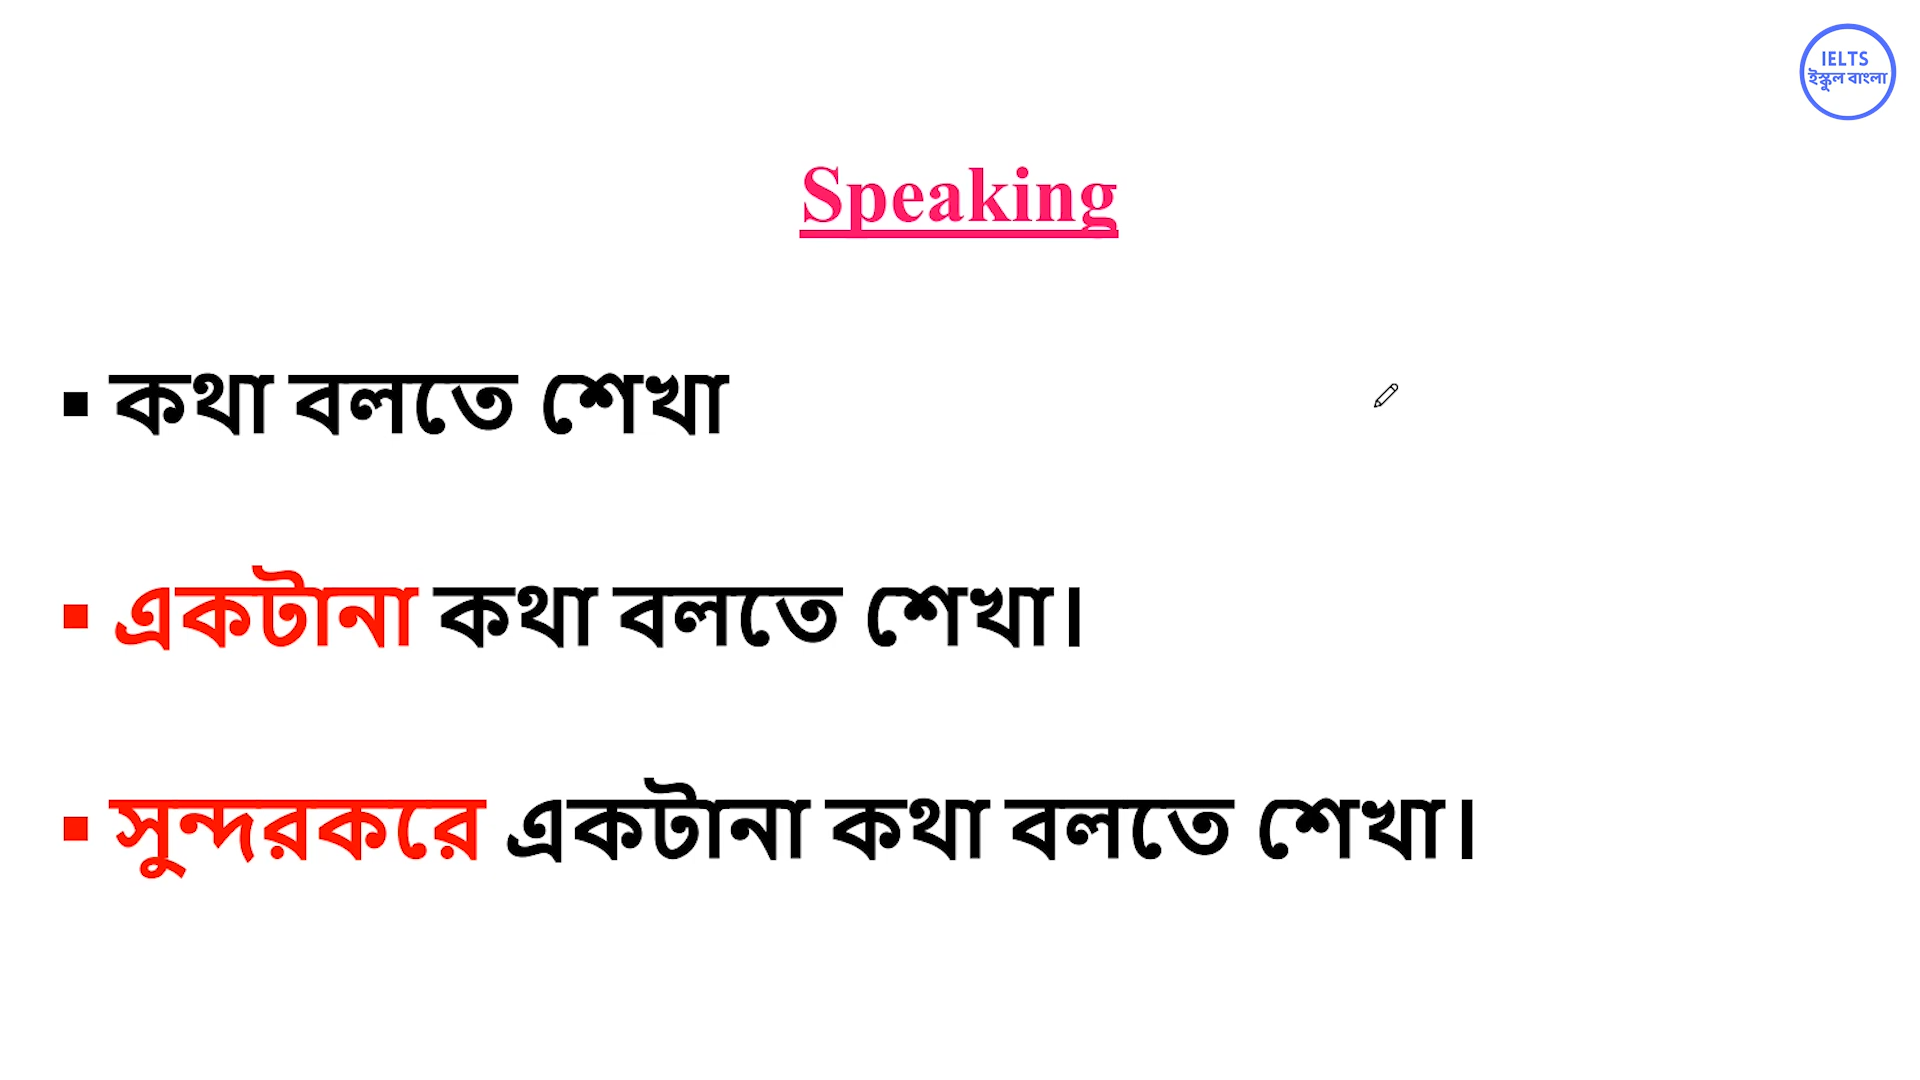 IELTS
ইস্কুল বাংলা
Speaking
▪ কথা বলতে শেখা
▪ একটানা কথা বলতে শেখা।
▪ সুন্দরকরে একটানা কথা বলতে শেখা।